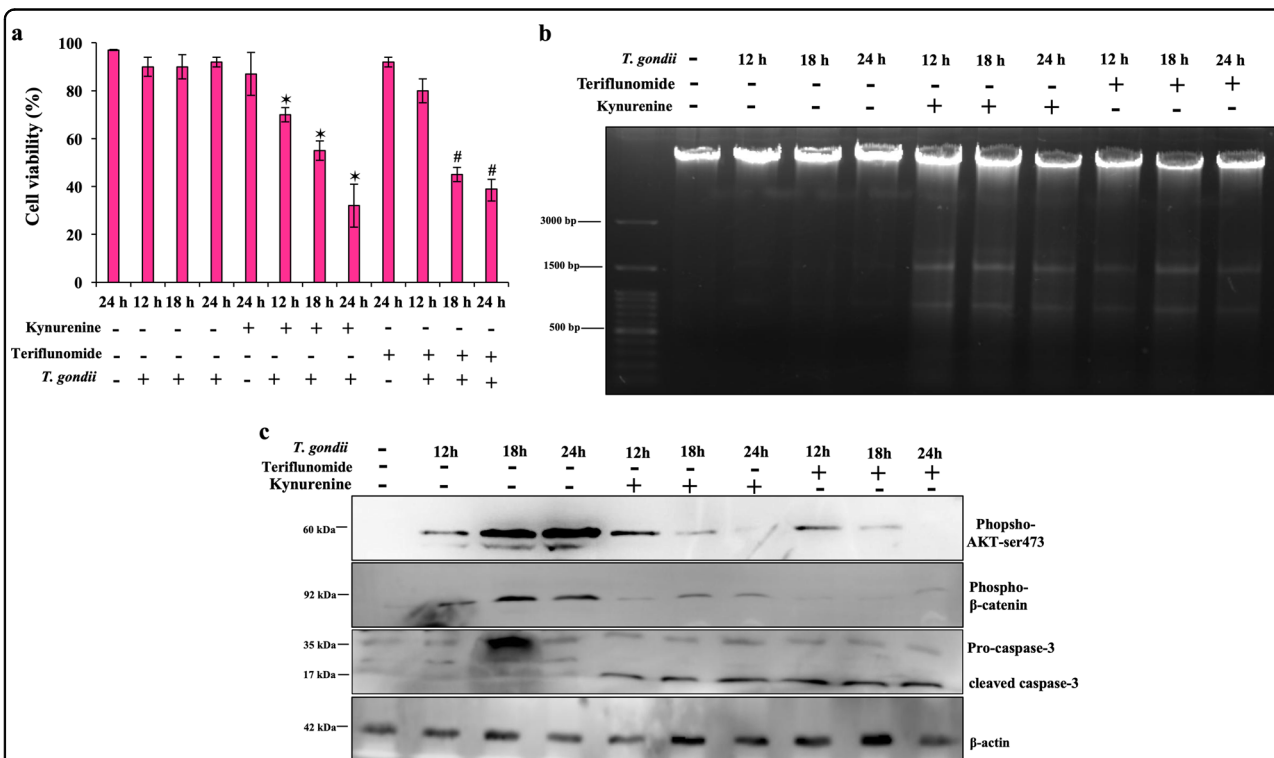 a
100
80
60
40
20
0
Cell viability (%)
* * * # #
24 h 12 h 18 h 24 h 24 h 12 h 18 h 24 h 24 h 12 h 18 h 24 h
Kynurenine - - - - + + + + - - - -
Teriflunomide - - - - - - - - + + + +
T. gondii - + + + - + + + - + + +
b
T. gondii - 12 h 18 h 24 h 12 h 18 h 24 h 12 h 18 h 24 h
Teriflunomide - - - - - - - + + +
Kynurenine - - - - + + + - - -
3000 bp
1500 bp
500 bp
c
T. gondii - 12h 18h 24h 12h 18h 24h 12h 18h 24h
Teriflunomide - - - - - - - + + +
Kynurenine - - - - + + + - - -
60 kDa
Phopsho-
AKT-ser473
92 kDa
Phospho-
β-catenin
35 kDa
Pro-caspase-3
17 kDa
cleaved caspase-3
42 kDa
β-actin